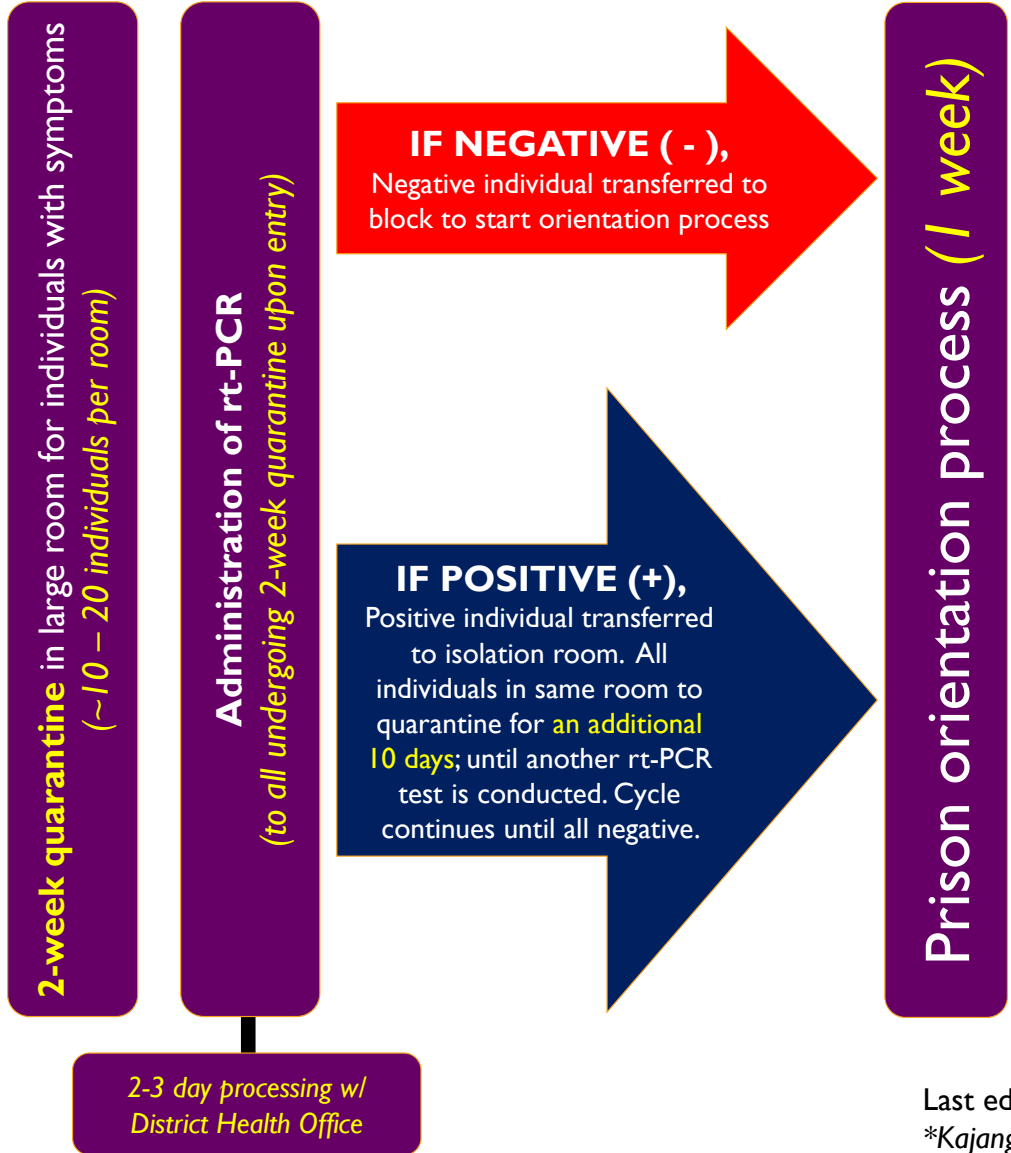 2-week quarantine in large room for individuals with symptoms
(~10 – 20 individuals per room)
Administration of rt-PCR
(to all undergoing 2-week quarantine upon entry)
2-3 day processing w/
District Health Office
IF NEGATIVE ( - ),
Negative individual transferred to
block to start orientation process
IF POSITIVE (+),
Positive individual transferred
to isolation room. All
individuals in same room to
quarantine for an additional
10 days; until another rt-PCR
test is conducted. Cycle
continues until all negative.
Prison orientation process (1 week)
Last ed
*Kajang